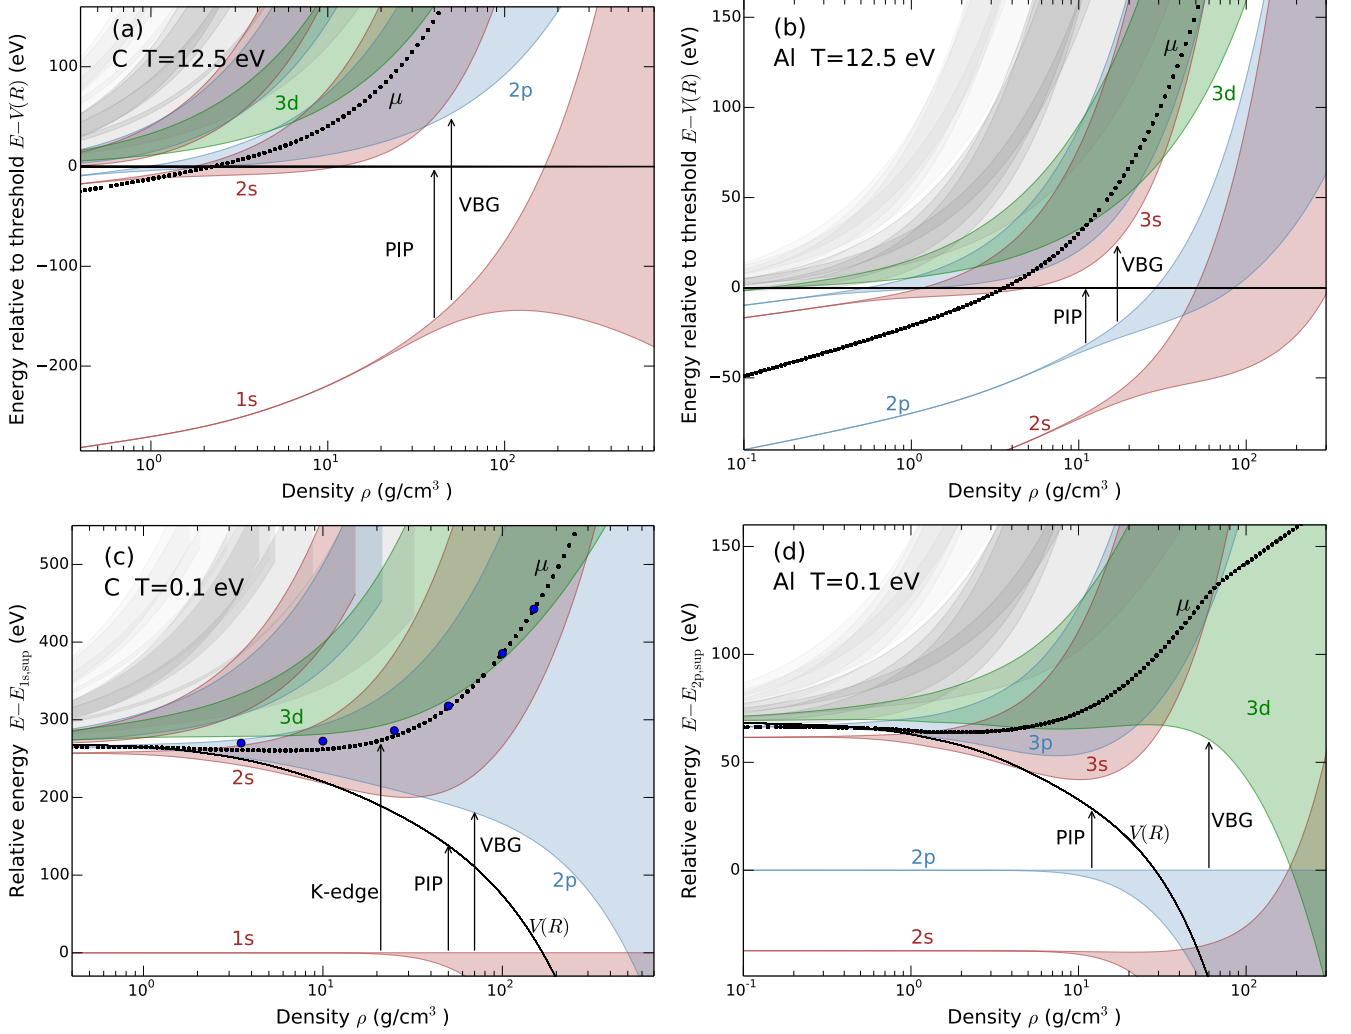 (a)
C T=12.5 eV
Energy relative to threshold E−V(R) (eV)
100
0
−100
−200
3d
μ
2p
2s
VBG
PIP
1s
10⁰ 10¹ 10²
Density ρ (g/cm³ )
(b)
Al T=12.5 eV
Energy relative to threshold E−V(R) (eV)
150
100
50
0
−50
μ
3d
3s
VBG
PIP
2p
2s
10⁻¹ 10⁰ 10¹ 10²
Density ρ (g/cm³ )
(c)
C T=0.1 eV
Relative energy E−E₁ₛ,ₛᵤₚ (eV)
500
400
300
200
100
0
μ
3d
2s
VBG
K-edge
PIP
2p
V(R)
1s
10⁰ 10¹ 10²
Density ρ (g/cm³)
(d)
Al T=0.1 eV
Relative energy E−E₂ₚ,ₛᵤₚ (eV)
150
100
50
0
μ
3d
3p
3s
VBG
PIP
V(R)
2p
2s
10⁻¹ 10⁰ 10¹ 10²
Density ρ (g/cm³)